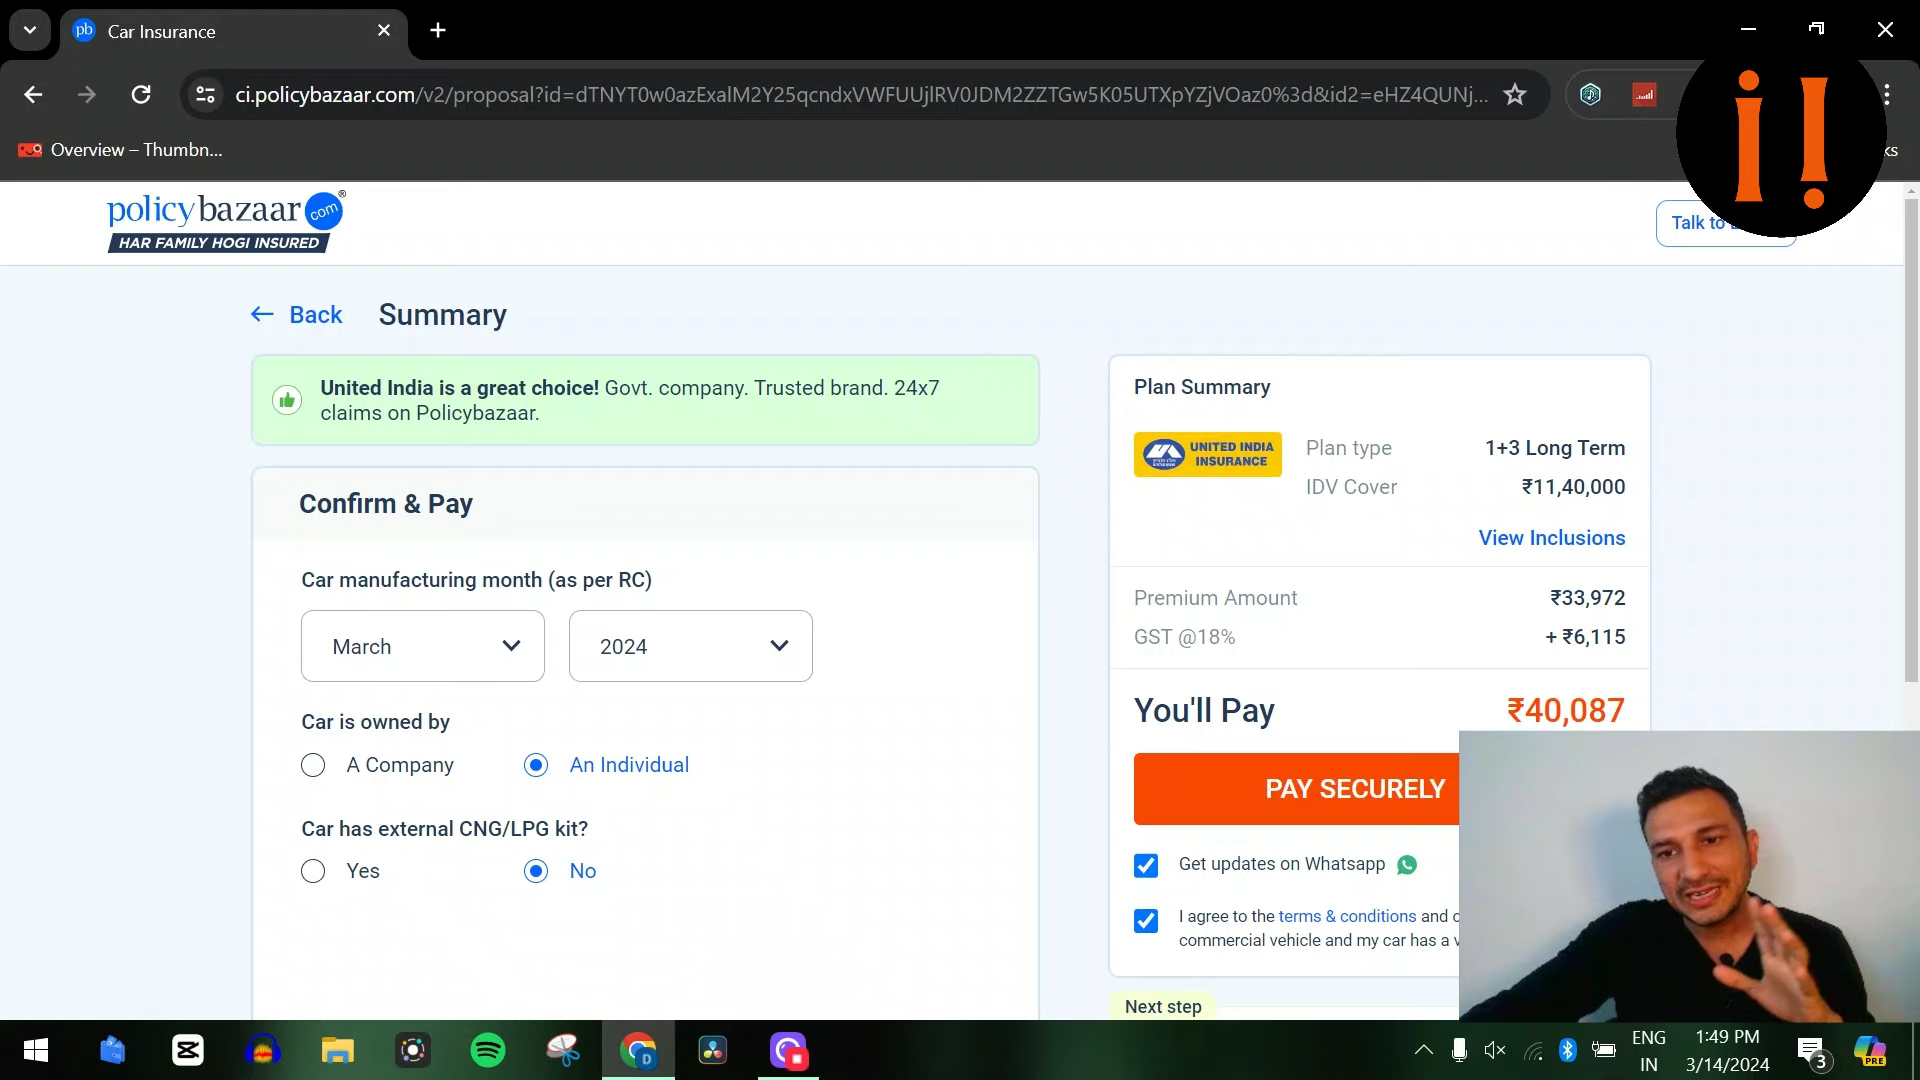 pb Car Insurance
ci.policybazaar.com/v2/proposal?id=dTNYT0w0azExalM2Y25qcndxVWFUUjlRV0JDM2ZZTGw5K05UTXpYZjVOaz0%3d&id2=eHZ4QUNj...
Overview – Thumbn...
ks
policybazaar com®
HAR FAMILY HOGI INSURED
Talk to
← Back Summary
United India is a great choice! Govt. company. Trusted brand. 24x7
claims on Policybazaar.
Confirm & Pay
Car manufacturing month (as per RC)
March 2024
Car is owned by
A Company An Individual
Car has external CNG/LPG kit?
Yes No
Plan Summary
UNITED INDIA
INSURANCE
Plan type 1+3 Long Term
IDV Cover ₹11,40,000
View Inclusions
Premium Amount ₹33,972
GST @18% + ₹6,115
You'll Pay ₹40,087
PAY SECURELY
Get updates on Whatsapp
I agree to the terms & conditions and
commercial vehicle and my car has a
Next step
ENG
IN
1:49 PM
3/14/2024
3
PRE